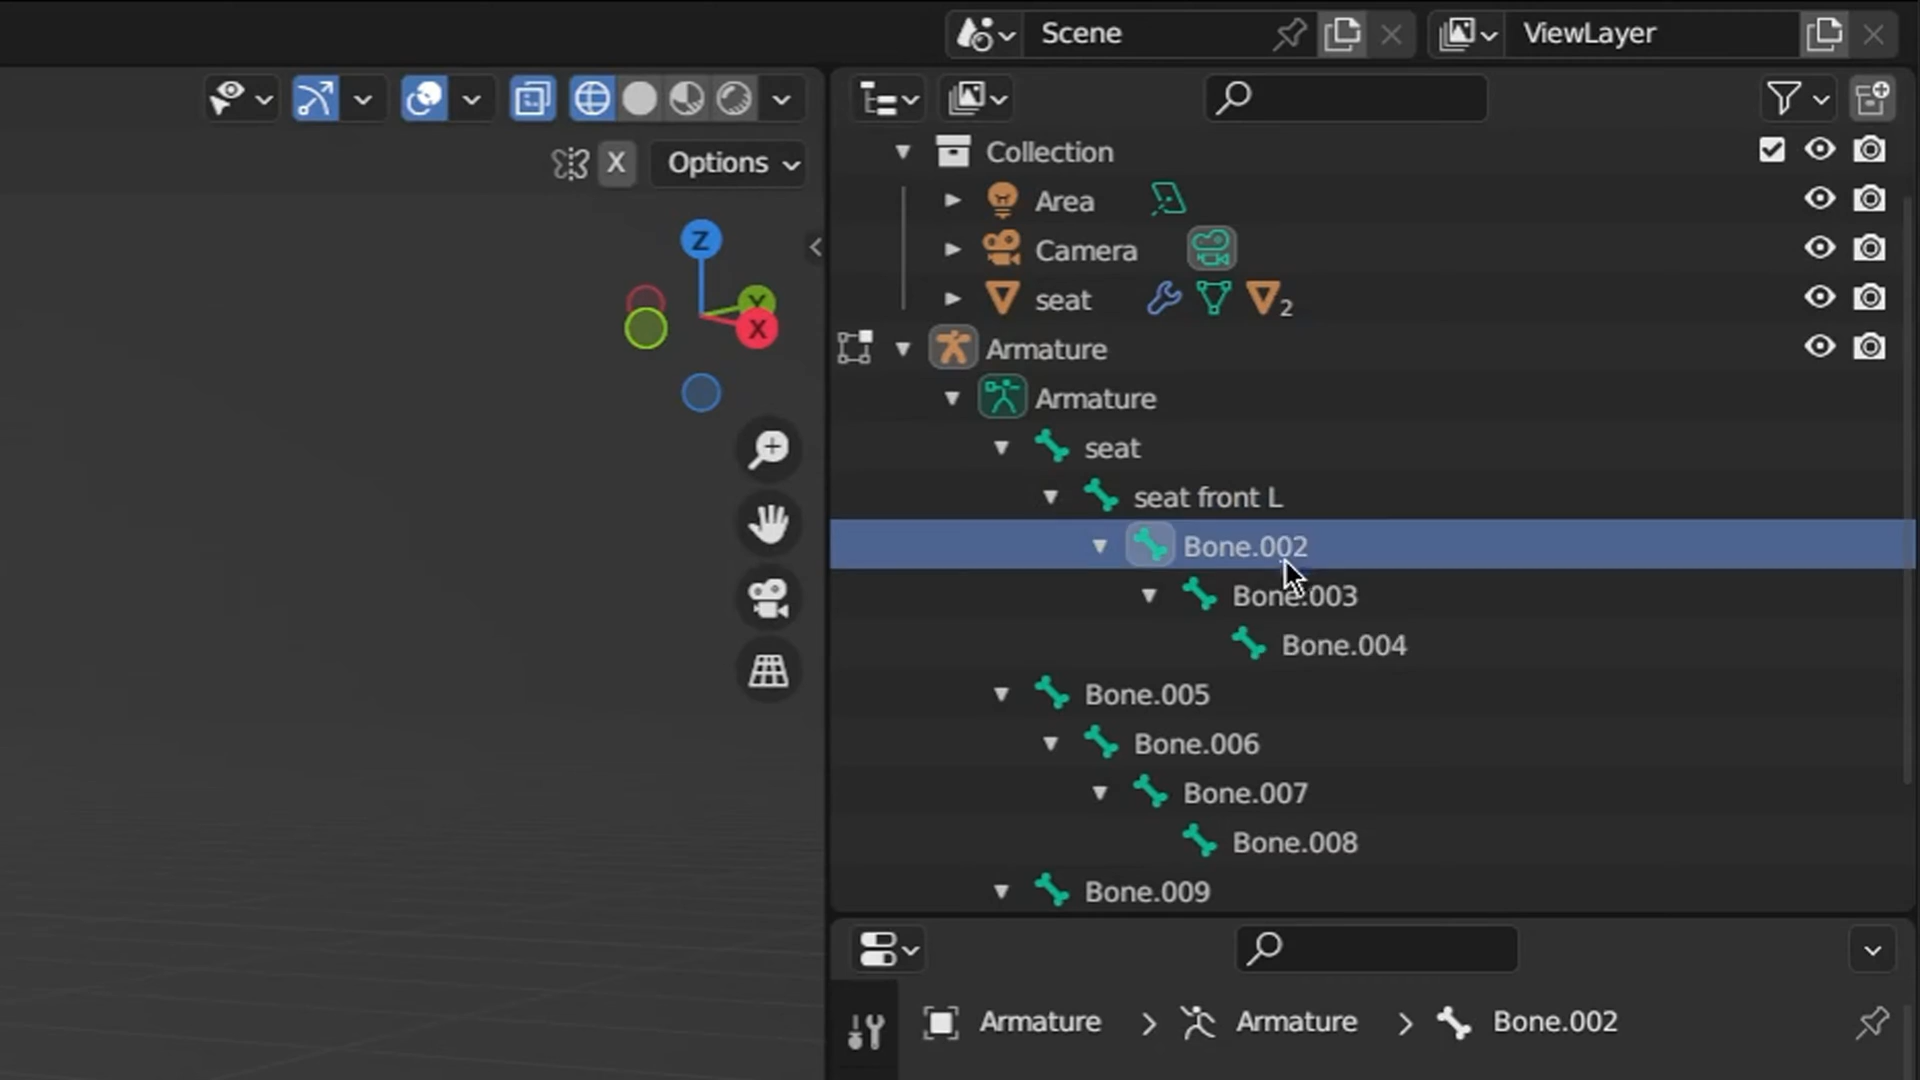 Scene
ViewLayer
X
Options
Collection
Z
Area
Y
X
Camera
seat
2
Armature
Armature
seat
seat front L
Bone.002
Bone.003
Bone.004
Bone.005
Bone.006
Bone.007
Bone.008
Bone.009
Armature > Armature > Bone.002